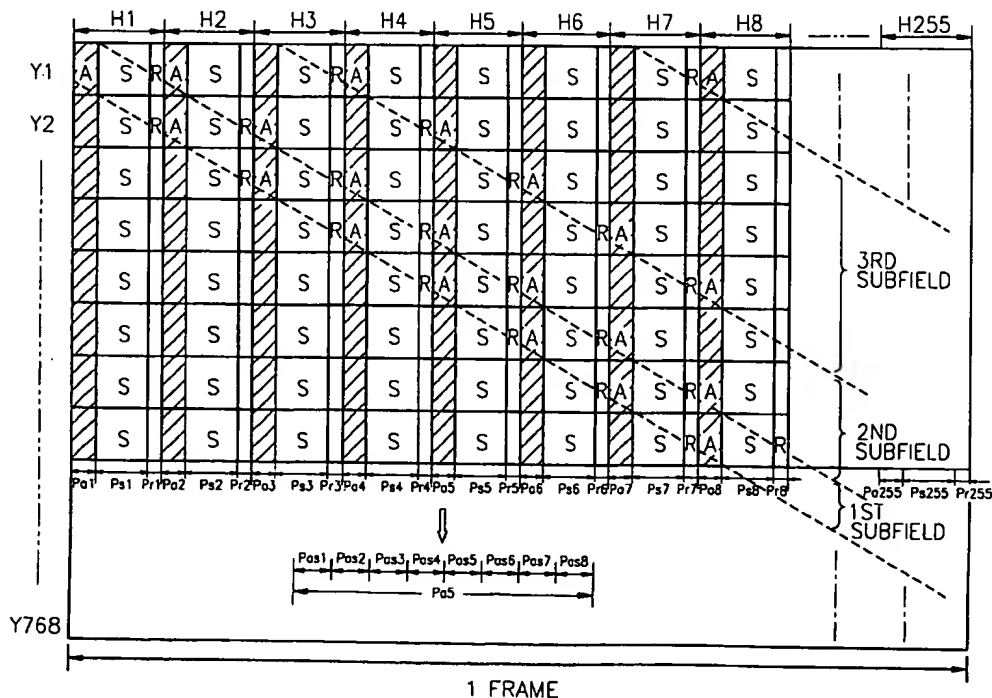 H1 H2 H3 H4 H5 H6 H7 H8 H255
Y1 A S R A S S R A S S S S R A S
Y2 S R A S R A S S R A S S S S
S S R A S R A S S R A S S S
S S S R A S R A S S R A S S
S S S S R A S R A S S R A S
S S S S S R A S R A S S
S S S S S S R A S R A S
S S S S S S S R A S R
3RD
SUBFIELD
2ND
SUBFIELD
1ST
SUBFIELD
Pa1 Ps1 Pr1 Pa2 Ps2 Pr2 Pa3 Ps3 Pr3 Pa4 Ps4 Pr4 Pa5 Ps5 Pr5 Pa6 Ps6 Pr6 Pa7 Ps7 Pr7 Pa8 Ps8 Pr8 Pa255 Ps255 Pr255
Pas1 Pas2 Pas3 Pas4 Pas5 Pas6 Pas7 Pas8
Pa5
Y768
1 FRAME